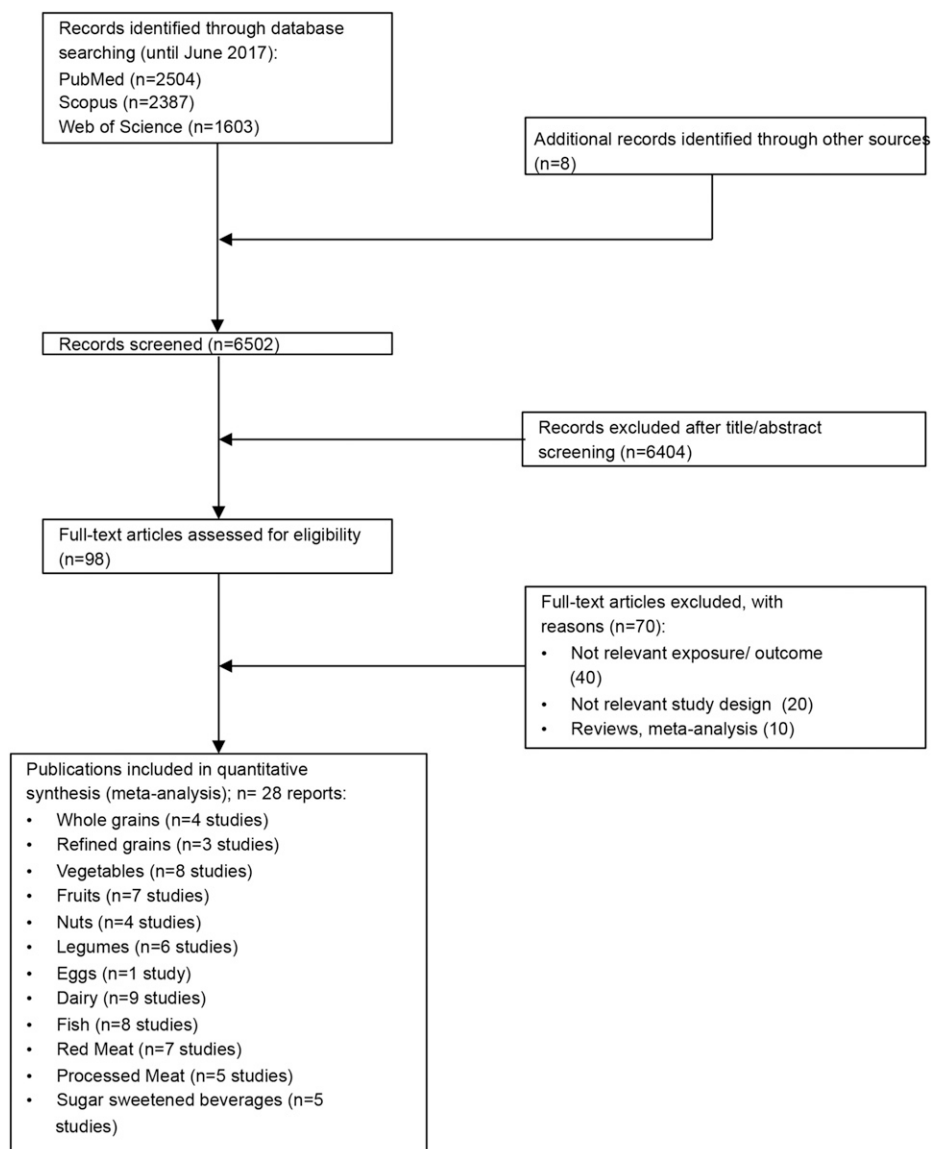 Records identified through database
searching (until June 2017):
PubMed (n=2504)
Scopus (n=2387)
Web of Science (n=1603)
Additional records identified through other sources
(n=8)
Records screened (n=6502)
Records excluded after title/abstract
screening (n=6404)
Full-text articles assessed for eligibility
(n=98)
Full-text articles excluded, with
reasons (n=70):
• Not relevant exposure/ outcome
(40)
• Not relevant study design (20)
• Reviews, meta-analysis (10)
Publications included in quantitative
synthesis (meta-analysis); n= 28 reports:
• Whole grains (n=4 studies)
• Refined grains (n=3 studies)
• Vegetables (n=8 studies)
• Fruits (n=7 studies)
• Nuts (n=4 studies)
• Legumes (n=6 studies)
• Eggs (n=1 study)
• Dairy (n=9 studies)
• Fish (n=8 studies)
• Red Meat (n=7 studies)
• Processed Meat (n=5 studies)
• Sugar sweetened beverages (n=5
studies)